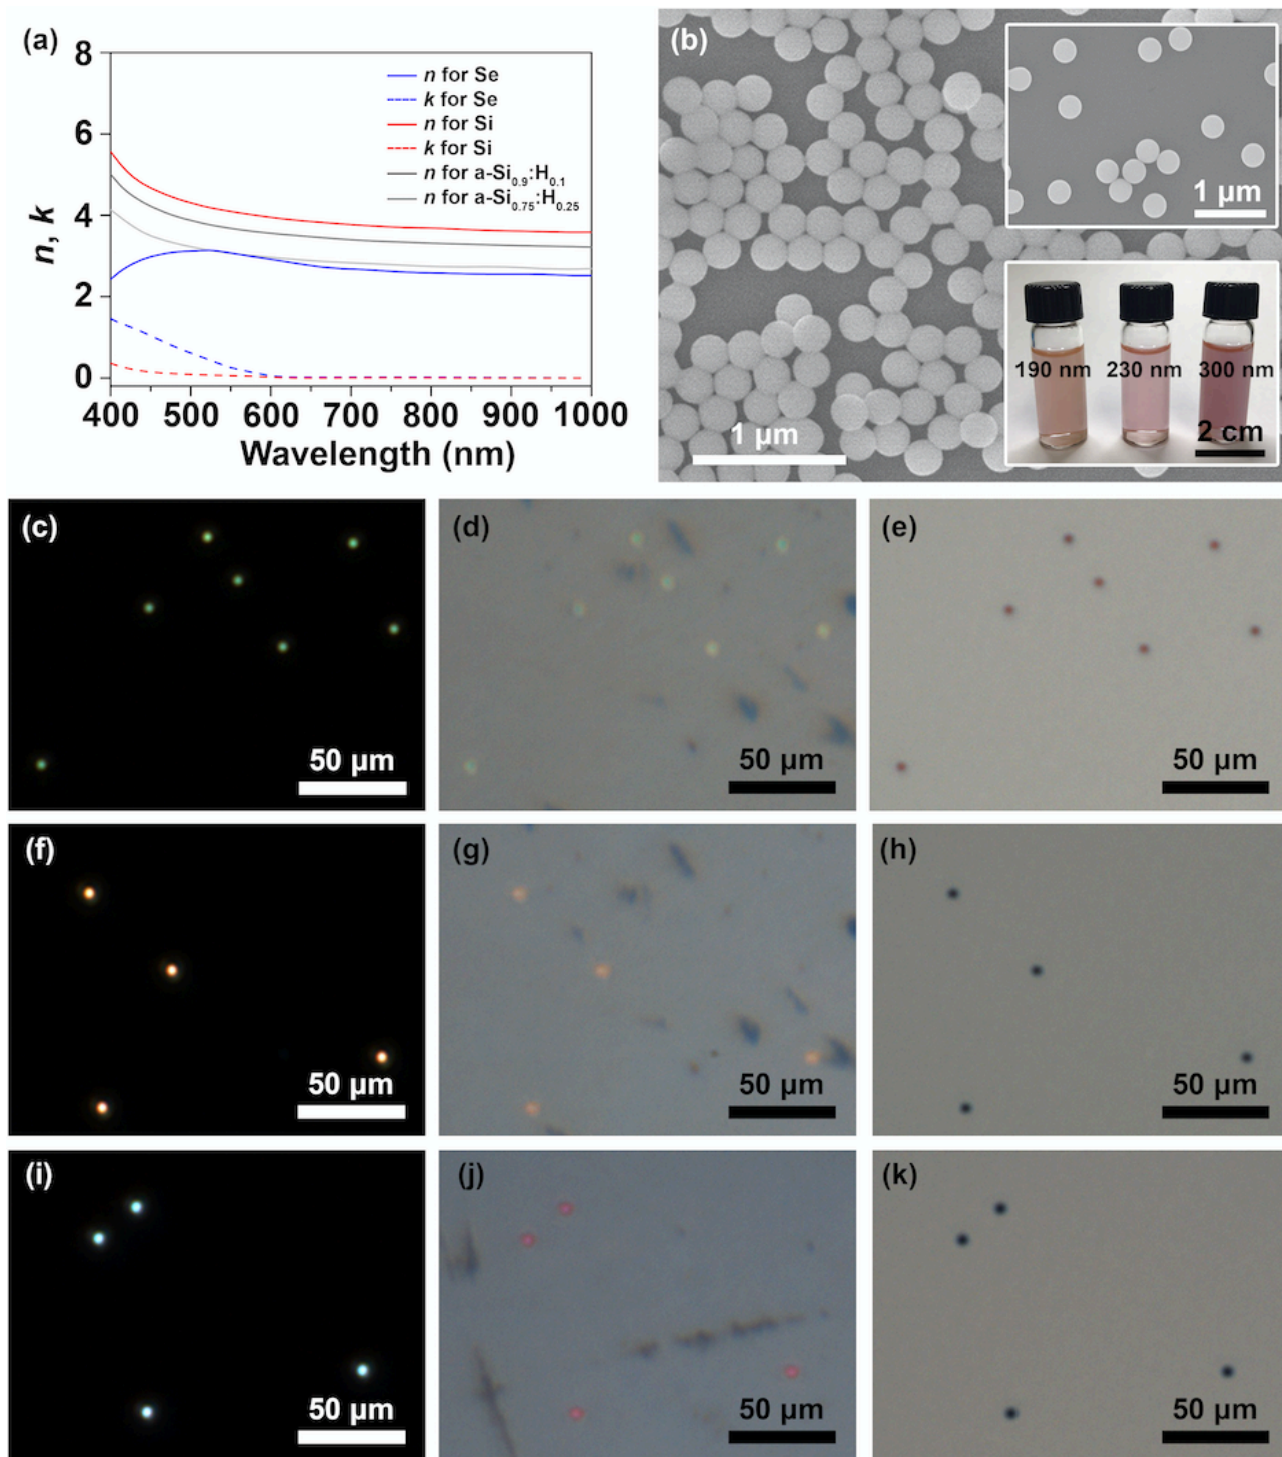 (a)
8
6
4
2
0
n, k
n for Se
k for Se
n for Si
k for Si
n for a-Si0.9:H0.1
n for a-Si0.75:H0.25
400 500 600 700 800 900 1000
Wavelength (nm)
(b)
1 µm
1 µm
190 nm 230 nm 300 nm
2 cm
(c)
50 µm
(d)
50 µm
(e)
50 µm
(f)
50 µm
(g)
50 µm
(h)
50 µm
(i)
50 µm
(j)
50 µm
(k)
50 µm